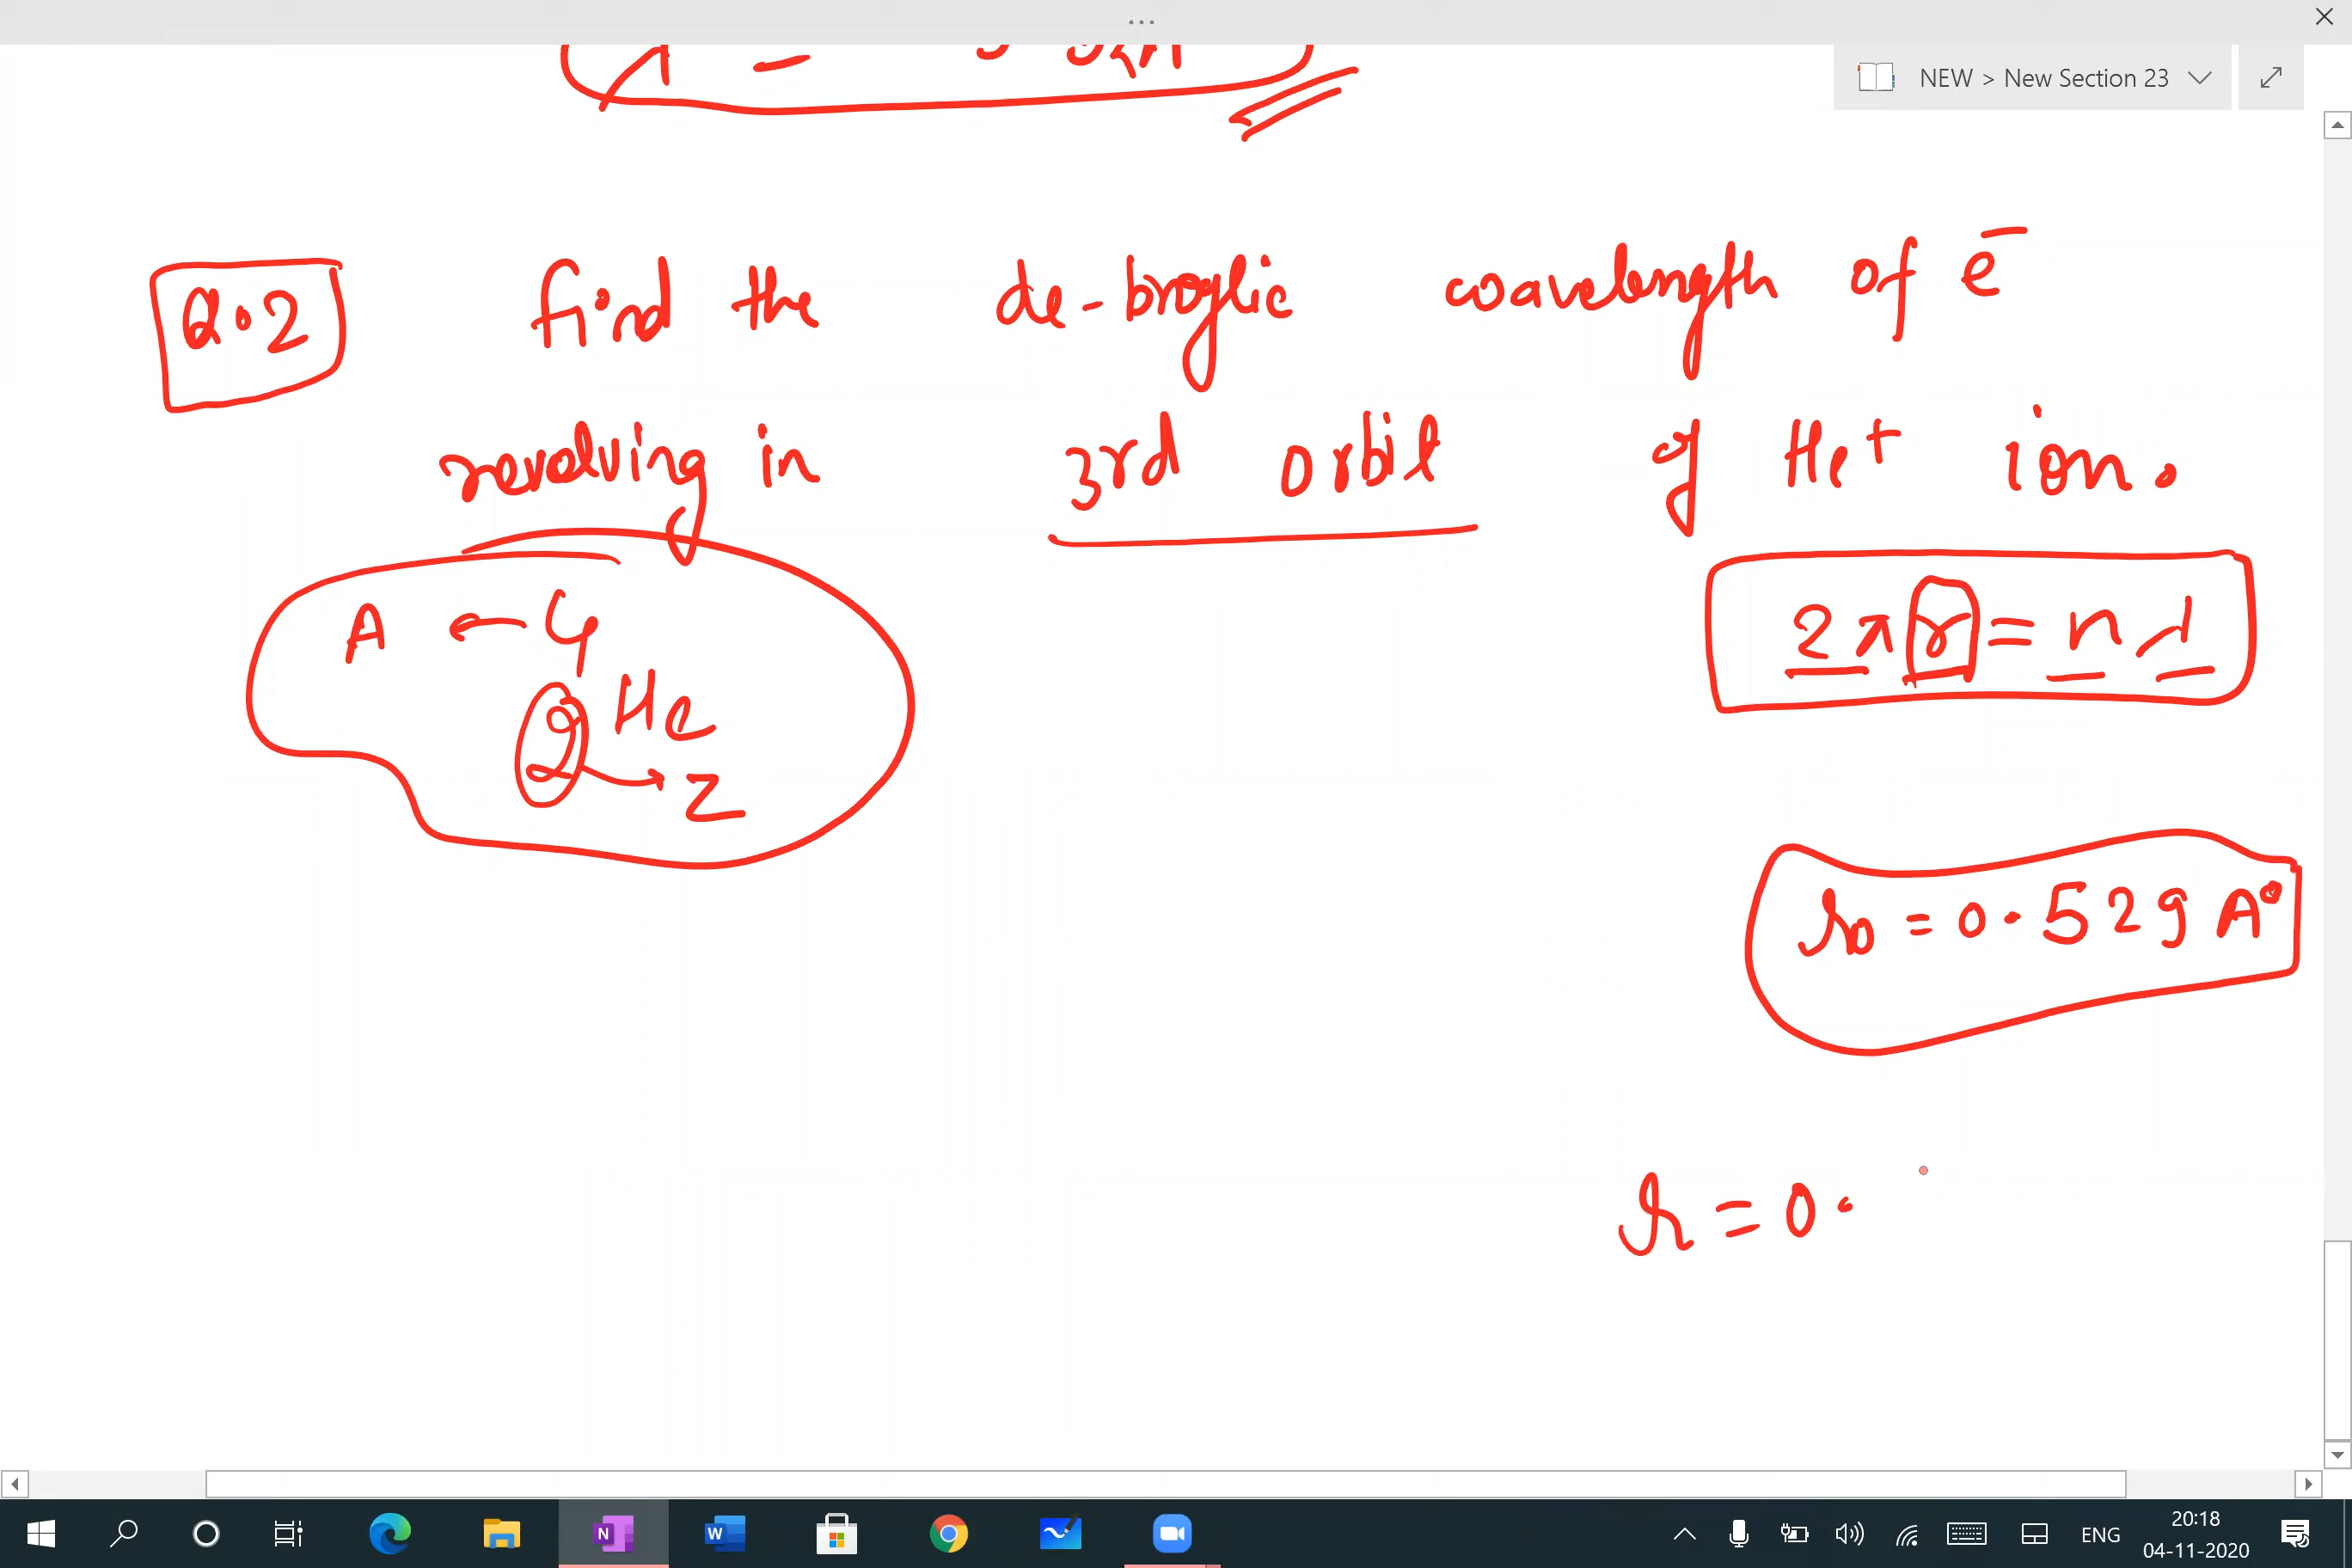 NEW > New Section 23
Q.2 find the de-broglie wavelength of e⁻
revolving in 3rd orbit of He+ ion.
A ← 4
2 He
→ Z
2πr = nλ
r₀ = 0.529 A°
r = 0.
N
W
ENG
20:18
04-11-2020